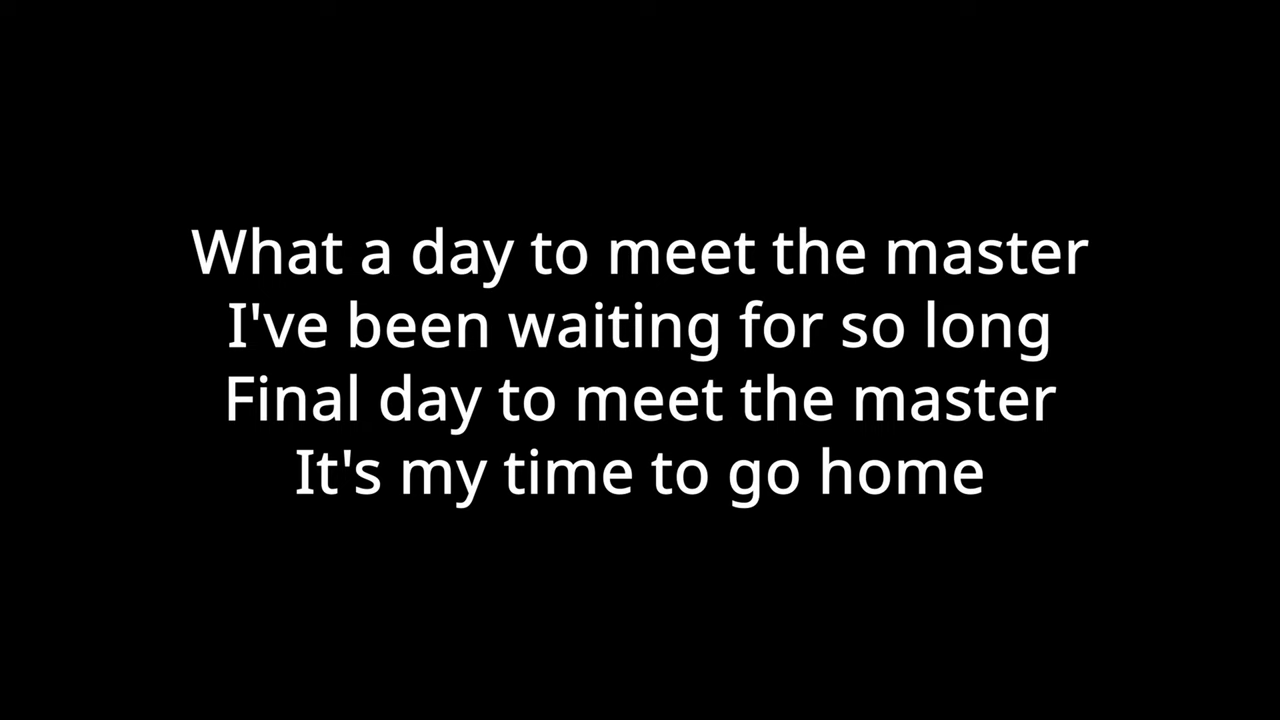 What a day to meet the master
I've been waiting for so long
Final day to meet the master
It's my time to go home